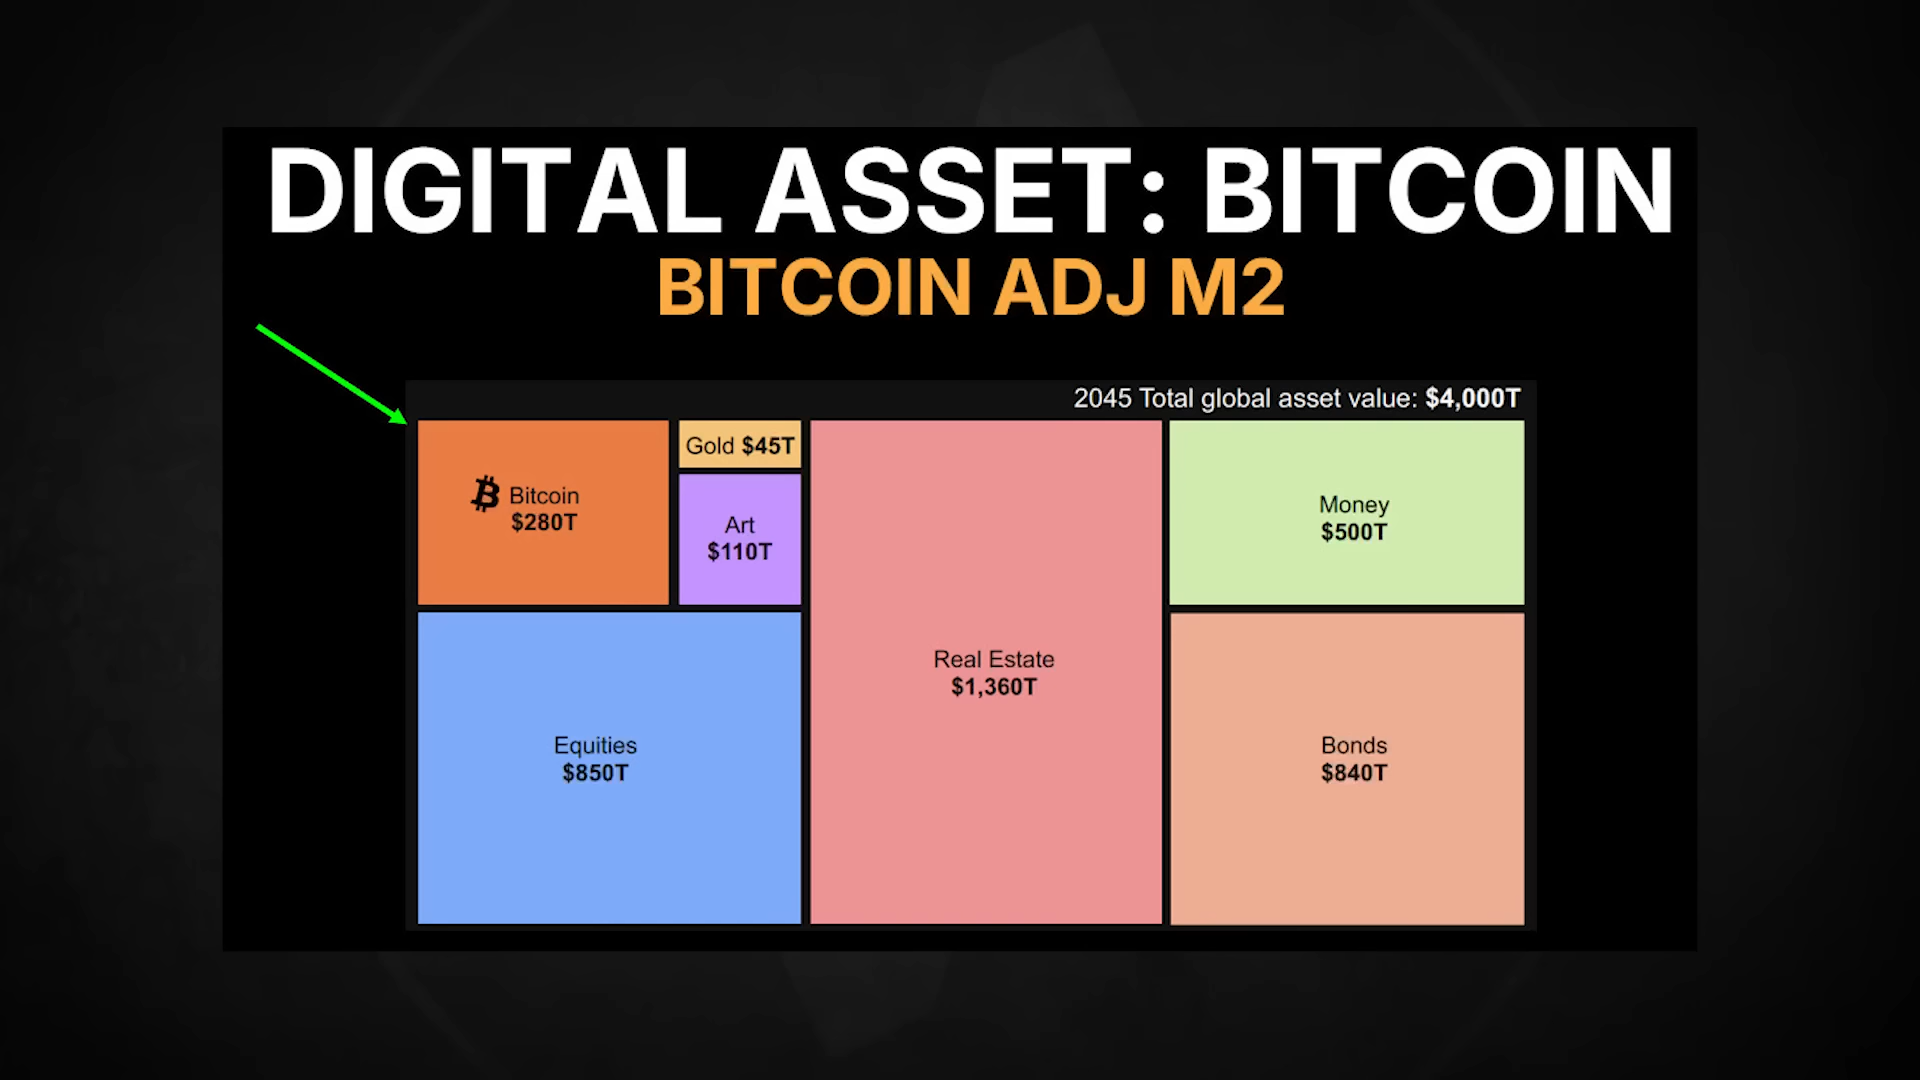 DIGITAL ASSET: BITCOIN
BITCOIN ADJ M2
2045 Total global asset value: $4,000T
Bitcoin
$280T
Gold $45T
Art
$110T
Real Estate
$1,360T
Money
$500T
Equities
$850T
Bonds
$840T